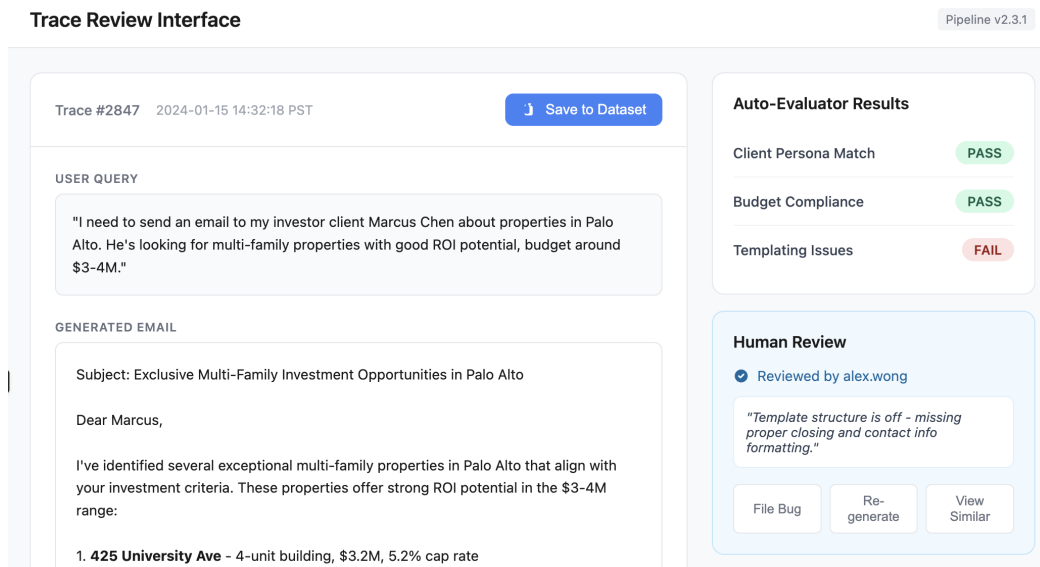 Trace Review Interface
Pipeline v2.3.1
Trace #2847
2024-01-15 14:32:18 PST
Save to Dataset
USER QUERY
"I need to send an email to my investor client Marcus Chen about properties in Palo
Alto. He's looking for multi-family properties with good ROI potential, budget around
$3-4M."
GENERATED EMAIL
Subject: Exclusive Multi-Family Investment Opportunities in Palo Alto
Dear Marcus,
I've identified several exceptional multi-family properties in Palo Alto that align with
your investment criteria. These properties offer strong ROI potential in the $3-4M
range:
1. 425 University Ave - 4-unit building, $3.2M, 5.2% cap rate
Auto-Evaluator Results
Client Persona Match
PASS
Budget Compliance
PASS
Templating Issues
FAIL
Human Review
Reviewed by alex.wong
"Template structure is off - missing
proper closing and contact info
formatting."
File Bug
Re-
generate
View
Similar